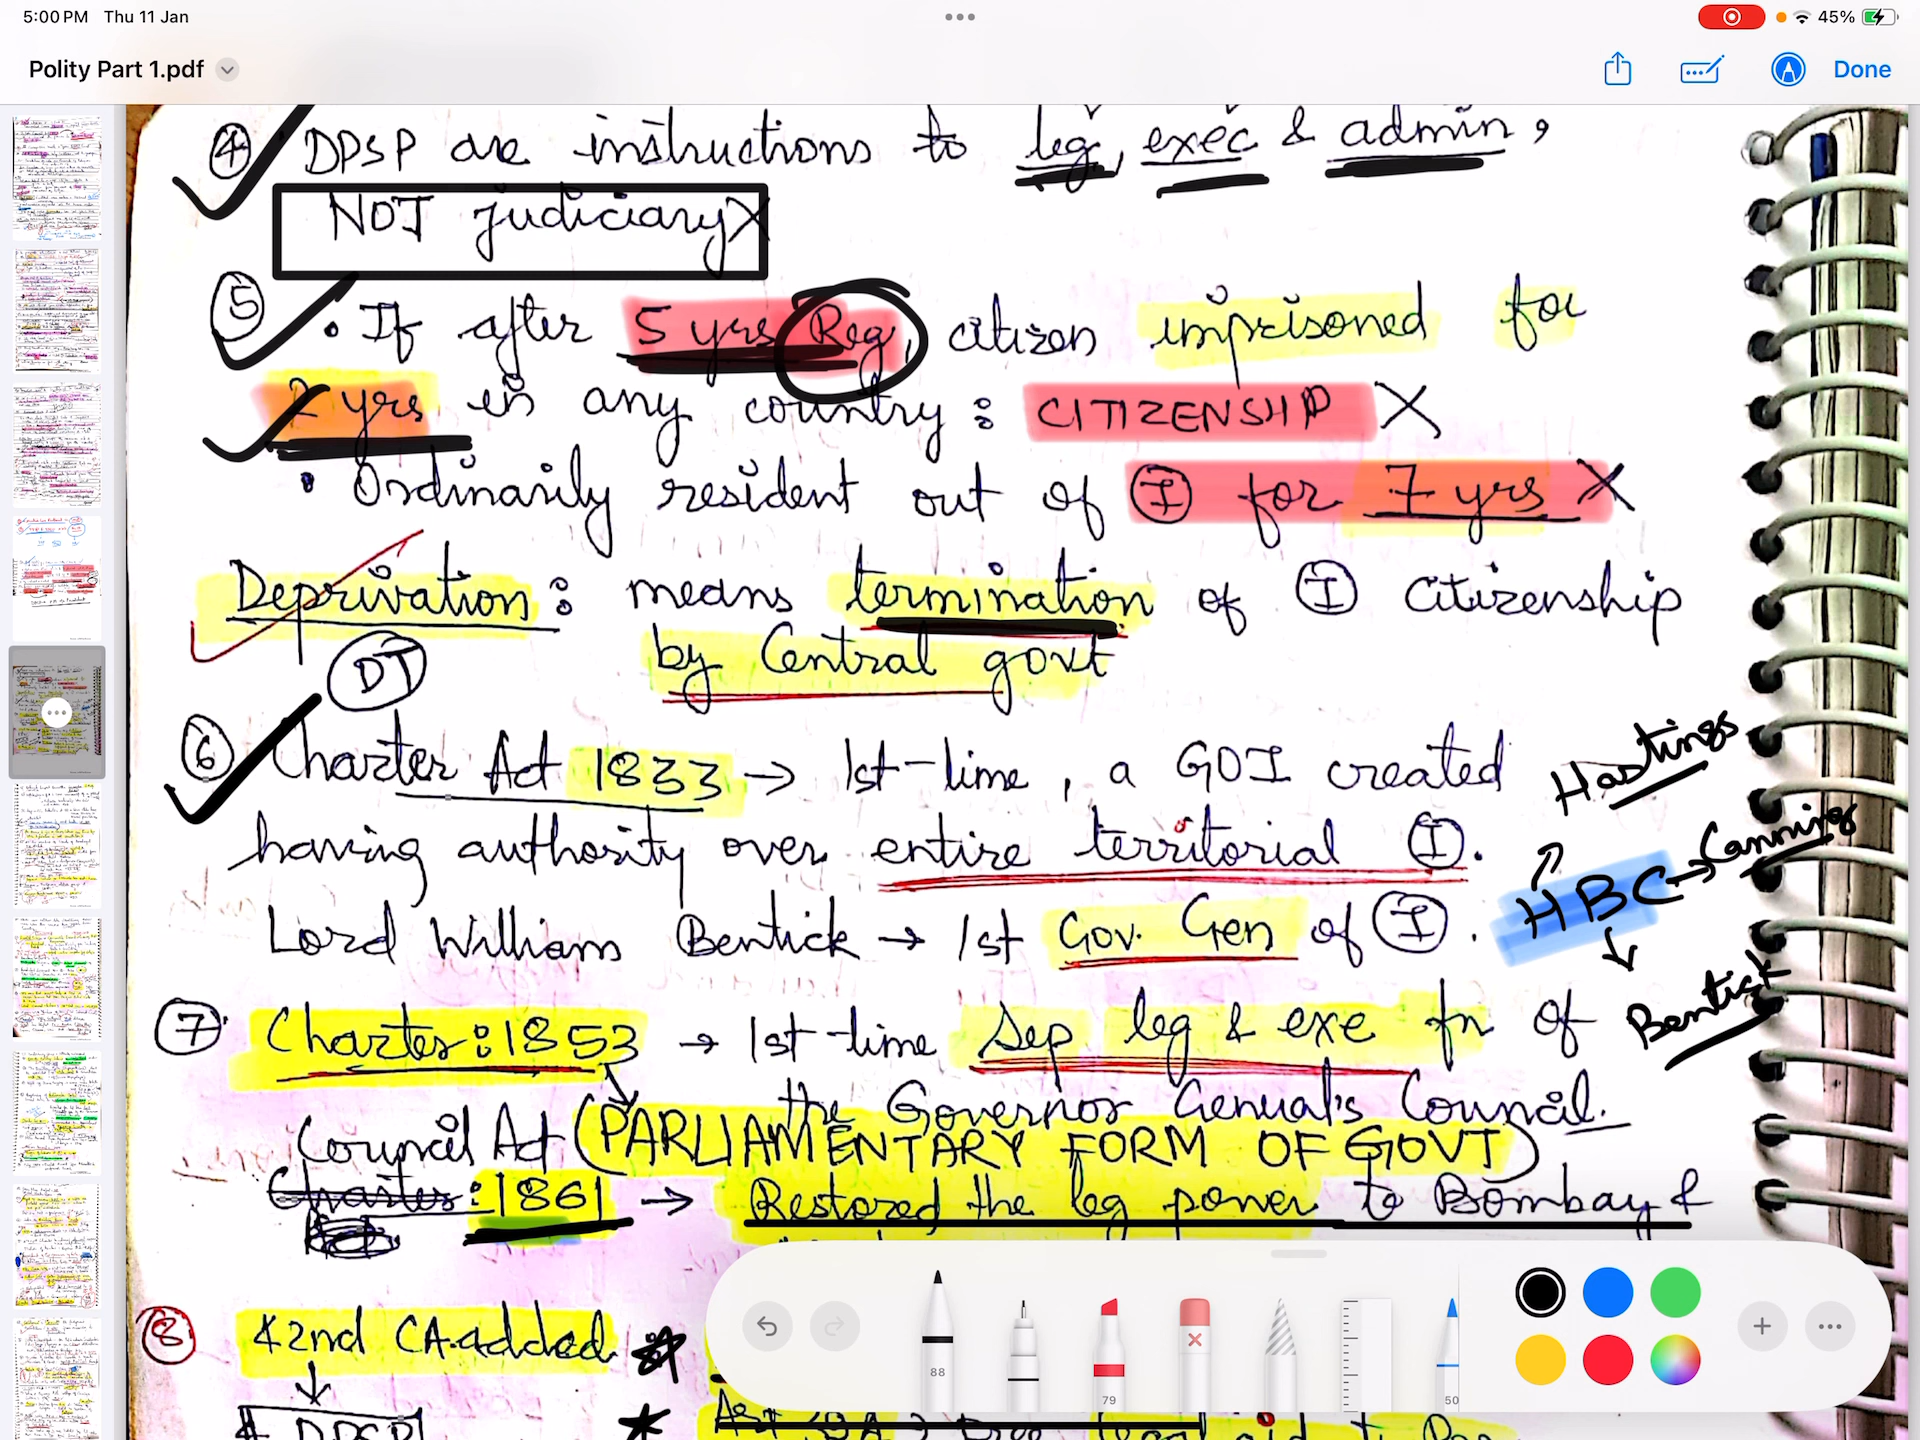 5:00 PM Thu 11 Jan
45%
Polity Part 1.pdf
Done
④ DPSP are instructions to leg, exec & admin,
NOT judiciary X
⑤ • If after 5 yrs Reg, citizen imprisoned for
2 yrs in any country : CITIZENSHIP X
• Ordinarily resident out of Ⓘ for 7 yrs X
Deprivation : means termination of Ⓘ citizenship
by Central govt
DT
⑥ Charter Act 1833 → 1st-time, a GOI created
having authority over entire territorial Ⓘ.
Lord William Bentick → 1st Gov. Gen of Ⓘ.
Hastings
HBC → Canning
Bentick
⑦ Charter : 1853 → 1st-time Sep leg & exe fn of
the Governor Genual's Council.
Council Act (PARLIAMENTARY FORM OF GOVT)
Charter : 1861 → Restored the leg power to Bombay &
⑧ 42nd CA added
4 DPSP
88
79
50